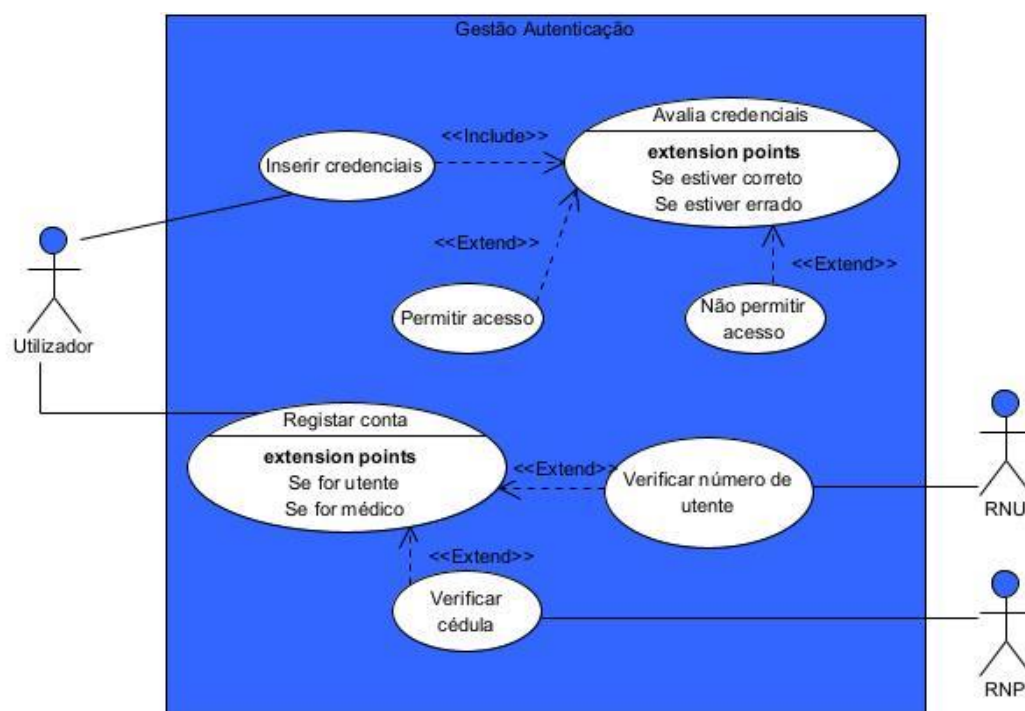 Gestão Autenticação
Avalia credenciais
<<Include>>
Inserir credenciais
extension points
Se estiver correto
Se estiver errado
<<Extend>>
<<Extend>>
Permitir acesso
Não permitir
acesso
Utilizador
Registar conta
extension points
Se for utente
Se for médico
<<Extend>>
Verificar número de
utente
RNU
<<Extend>>
Verificar
cédula
RNP